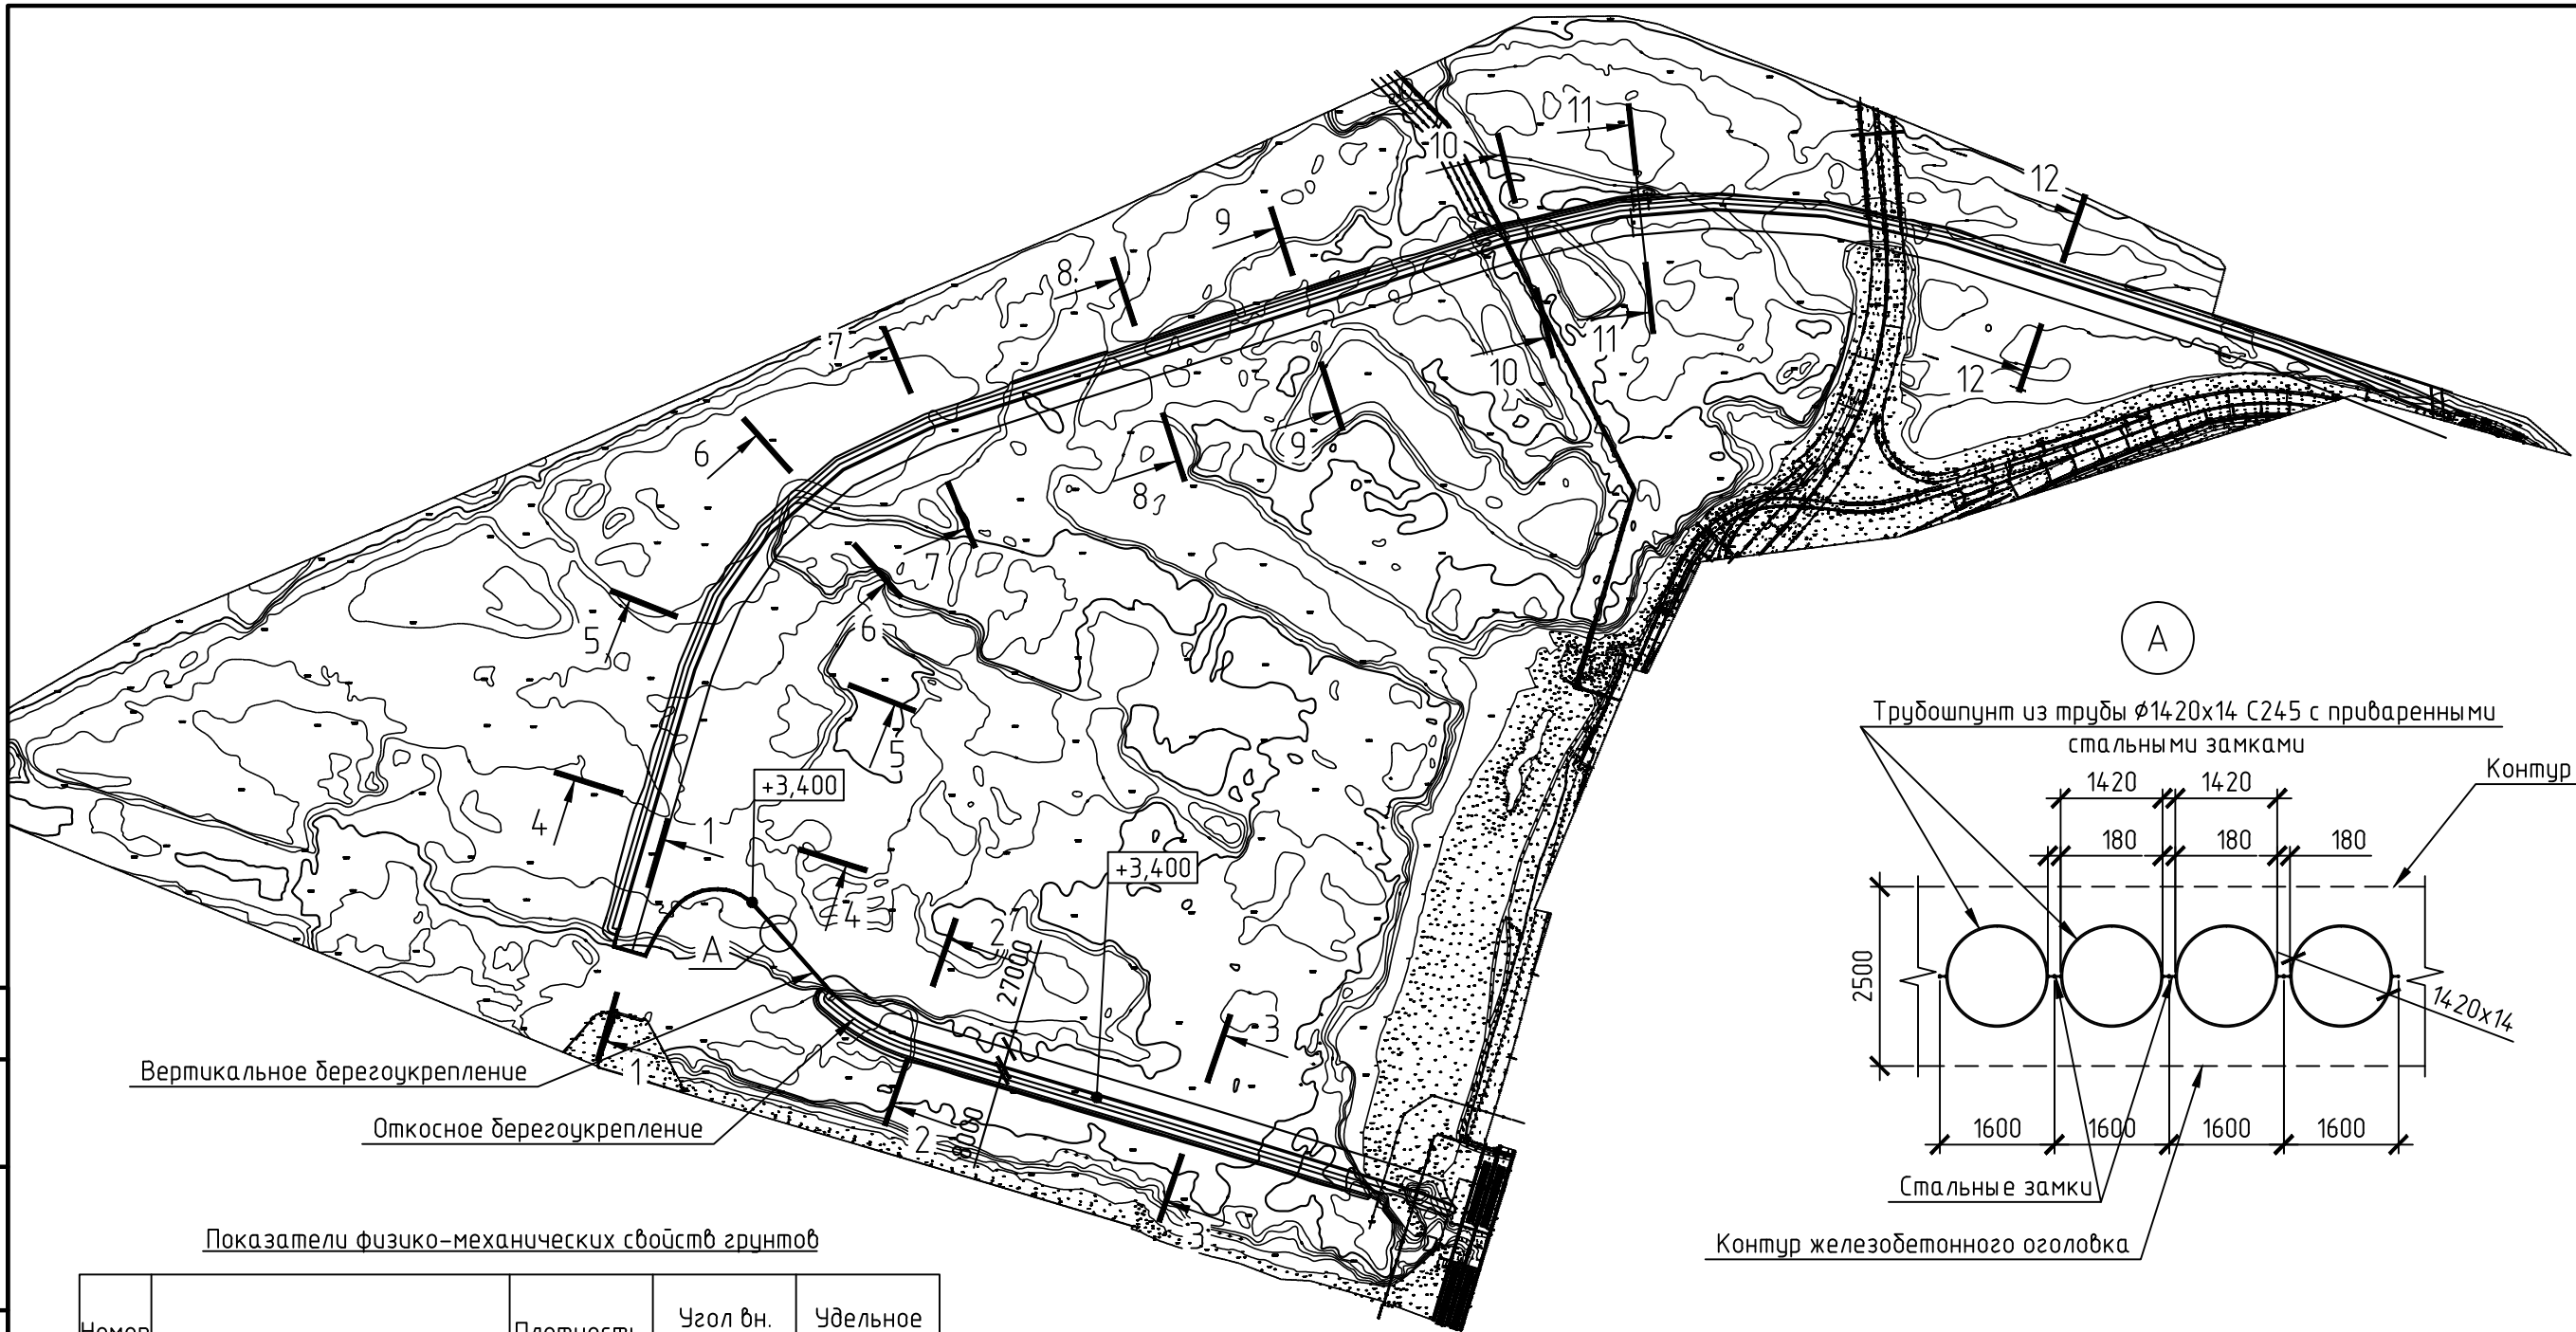 11
10
12
9
8
11
7
10
12
6
9
8
7
5
6
А
5
Трубошпунт из трубы Ø1420х14 С245 с приваренными
стальными замками
Контур
+3,400
1420 1420
4
1
180 180 180
+3,400
4
2
А
27000
2500
1420х14
3
Вертикальное берегоукрепление
1
Откосное берегоукрепление
2
8000
1600 1600 1600 1600
Стальные замки
3
Контур железобетонного оголовка
Показатели физико-механических свойств грунтов
Номер
Плотность
Угол вн.
Удельное